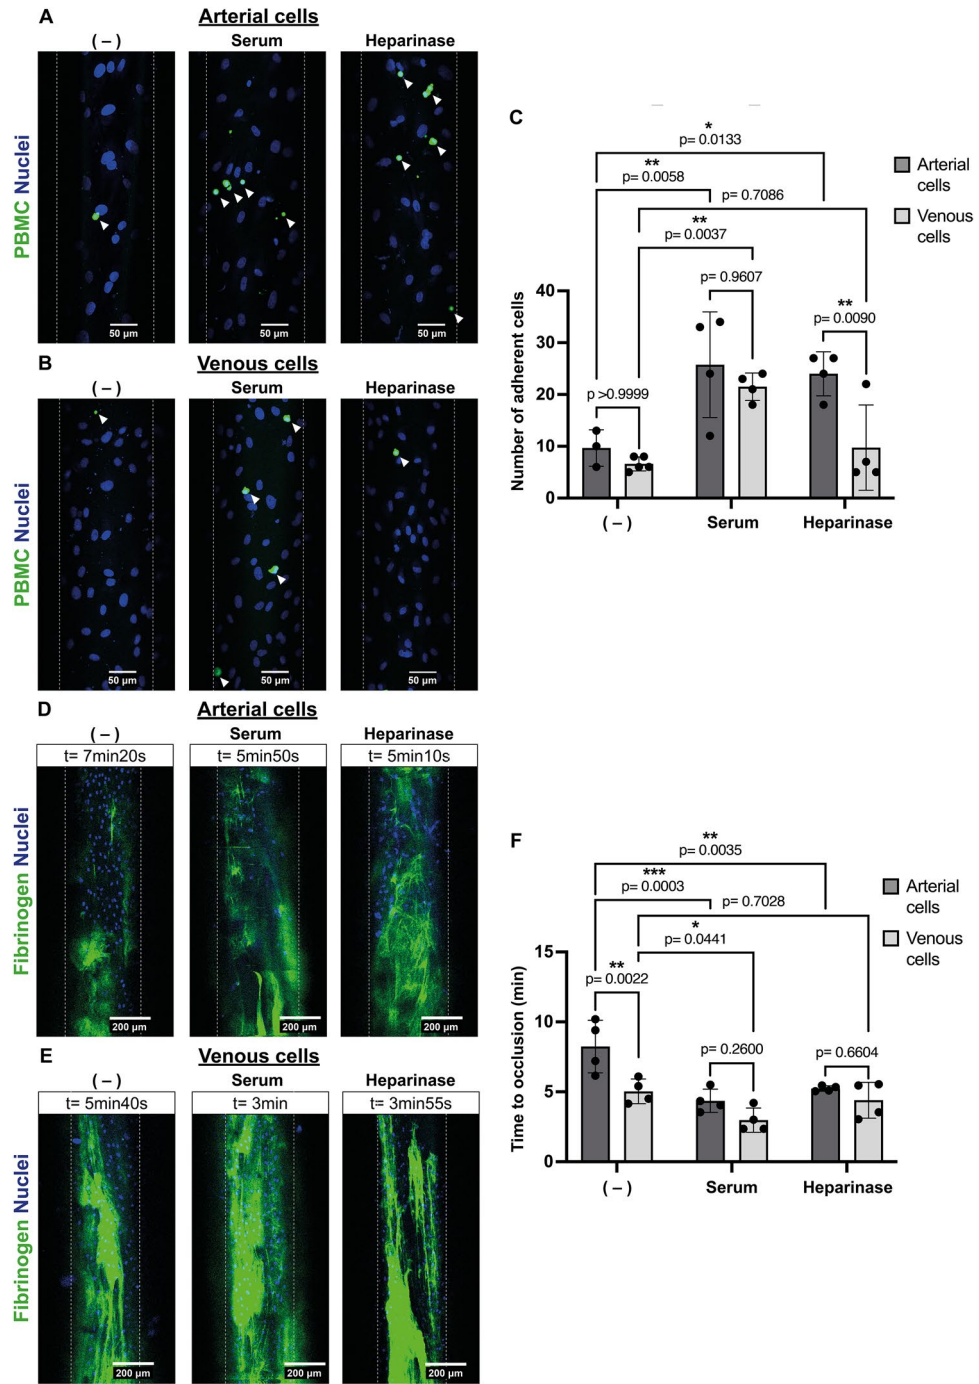 A
Arterial cells
( – )
Serum
Heparinase
PBMC Nuclei
50 µm
50 µm
50 µm
B
Venous cells
( – )
Serum
Heparinase
PBMC Nuclei
50 µm
50 µm
50 µm
C
*
p= 0.0133
**
p= 0.0058
p= 0.7086
**
p= 0.0037
p= 0.9607
**
p= 0.0090
p >0.9999
Arterial
cells
Venous
cells
Number of adherent cells
40
30
20
10
0
( – )
Serum
Heparinase
D
Arterial cells
( – )
Serum
Heparinase
t= 7min20s
t= 5min50s
t= 5min10s
Fibrinogen Nuclei
200 µm
200 µm
200 µm
E
Venous cells
( – )
Serum
Heparinase
t= 5min40s
t= 3min
t= 3min55s
Fibrinogen Nuclei
200 µm
200 µm
200 µm
F
**
p= 0.0035
***
p= 0.0003
p= 0.7028
*
p= 0.0441
**
p= 0.0022
p= 0.2600
p= 0.6604
Arterial
cells
Venous
cells
Time to occlusion (min)
15
10
5
0
( – )
Serum
Heparinase